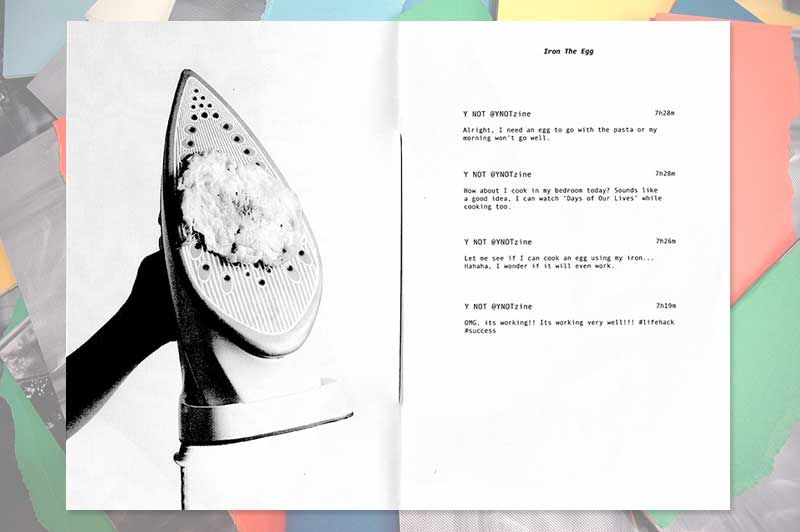 Iron The Egg
Y NOT @YNOTzine 7h28m
Alright, I need an egg to go with the pasta or my
morning won't go well.
Y NOT @YNOTzine 7h28m
How about I cook in my bedroom today? Sounds like
a good idea, I can watch 'Days of Our Lives' while
cooking too.
Y NOT @YNOTzine 7h26m
Let me see if I can cook an egg using my iron...
Hahaha, I wonder if it will even work.
Y NOT @YNOTzine 7h19m
OMG, its working!! Its working very well!!! #lifehack
#success